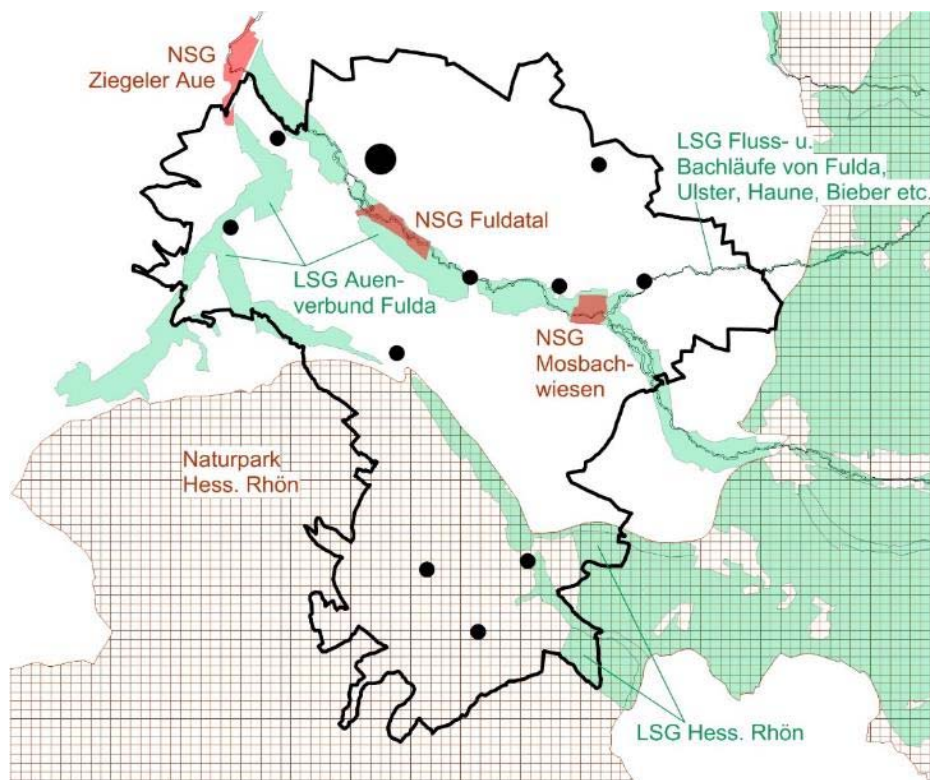 NSG
Ziegeler Aue
LSG Fluss- u.
Bachläufe von Fulda,
Ulster, Haune, Bieber etc.
NSG Fuldatal
LSG Auen-
verbund Fulda
NSG
Mosbach-
wiesen
Naturpark
Hess. Rhön
LSG Hess. Rhön